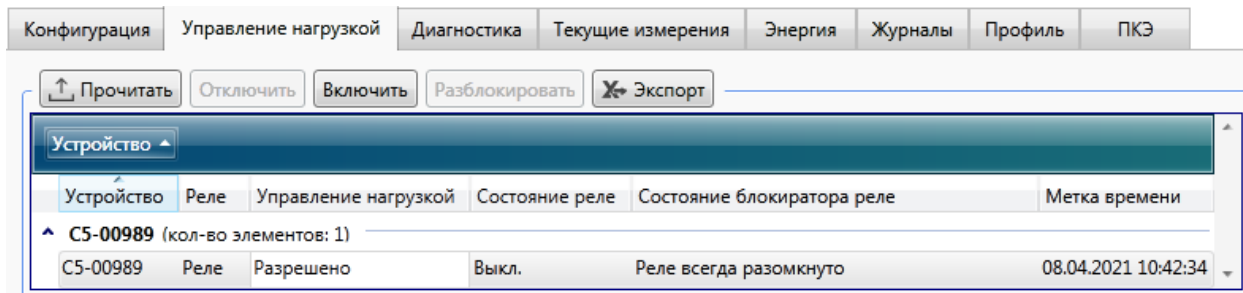 Конфигурация Управление нагрузкой Диагностика Текущие измерения Энергия Журналы Профиль ПКЭ
Прочитать Отключить Включить Разблокировать Экспорт
Устройство
Устройство Реле Управление нагрузкой Состояние реле Состояние блокиратора реле Метка времени
С5-00989 (кол-во элементов: 1)
С5-00989 Реле Разрешено Выкл. Реле всегда разомкнуто 08.04.2021 10:42:34